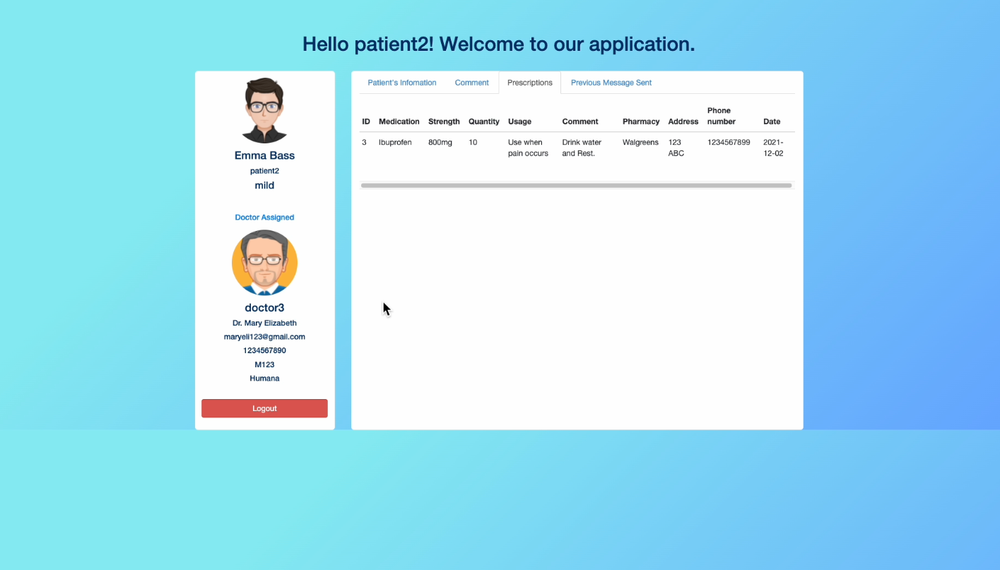 Hello patient2! Welcome to our application.
Emma Bass
patient2
mild
Doctor Assigned
doctor3
Dr. Mary Elizabeth
maryeli123@gmail.com
1234567890
M123
Humana
Logout
Patient's Infomation Comment Prescriptions Previous Message Sent
ID Medication Strength Quantity Usage Comment Pharmacy Address Phone number Date
3 Ibuprofen 800mg 10 Use when Drink water Walgreens 123 1234567899 2021-
pain occurs and Rest. ABC 12-02